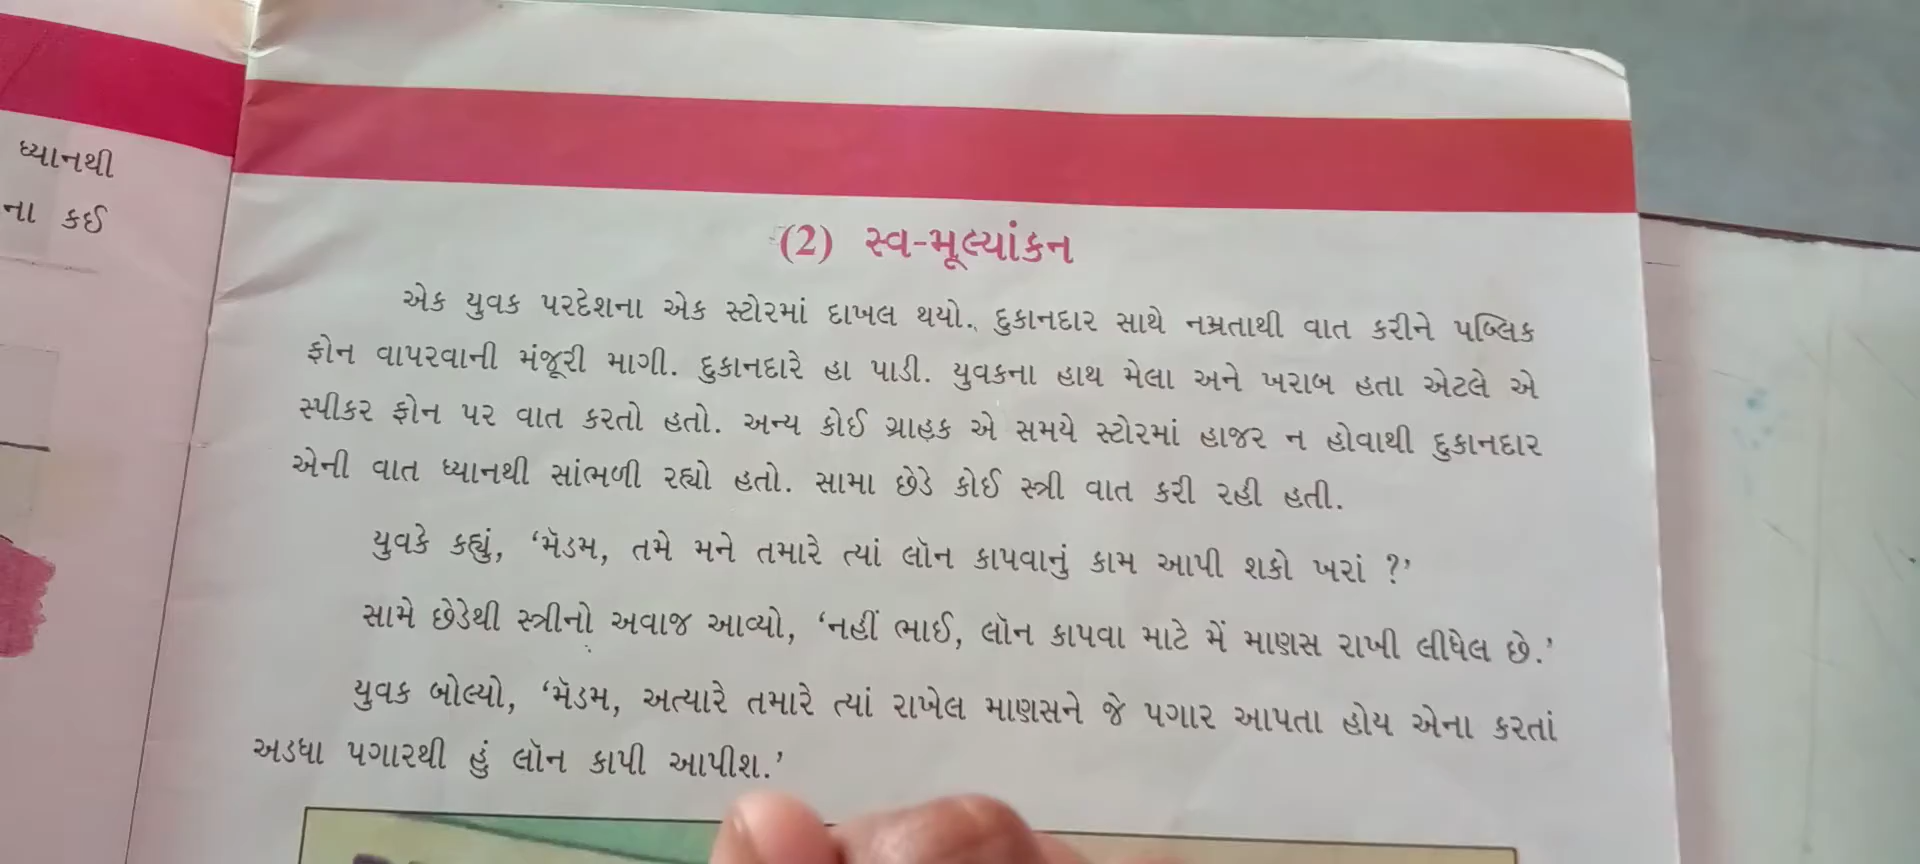 ધ્યાનથી
ના કઈ
(2) સ્વ-મૂલ્યાંકન
એક યુવક પરદેશના એક સ્ટોરમાં દાખલ થયો. દુકાનદાર સાથે નમ્રતાથી વાત કરીને પબ્લિક
ફોન વાપરવાની મંજૂરી માગી. દુકાનદારે હા પાડી. યુવકના હાથ મેલા અને ખરાબ હતા એટલે એ
સ્પીકર ફોન પર વાત કરતો હતો. અન્ય કોઈ ગ્રાહક એ સમયે સ્ટોરમાં હાજર ન હોવાથી દુકાનદાર
એની વાત ધ્યાનથી સાંભળી રહ્યો હતો. સામા છેડે કોઈ સ્ત્રી વાત કરી રહી હતી.
યુવકે કહ્યું, ‘મૅડમ, તમે મને તમારે ત્યાં લૉન કાપવાનું કામ આપી શકો ખરાં ?’
સામે છેડેથી સ્ત્રીનો અવાજ આવ્યો, ‘નહીં ભાઈ, લૉન કાપવા માટે મેં માણસ રાખી લીધેલ છે.’
યુવક બોલ્યો, ‘મૅડમ, અત્યારે તમારે ત્યાં રાખેલ માણસને જે પગાર આપતા હોય એના કરતાં
અડધા પગારથી હું લૉન કાપી આપીશ.’